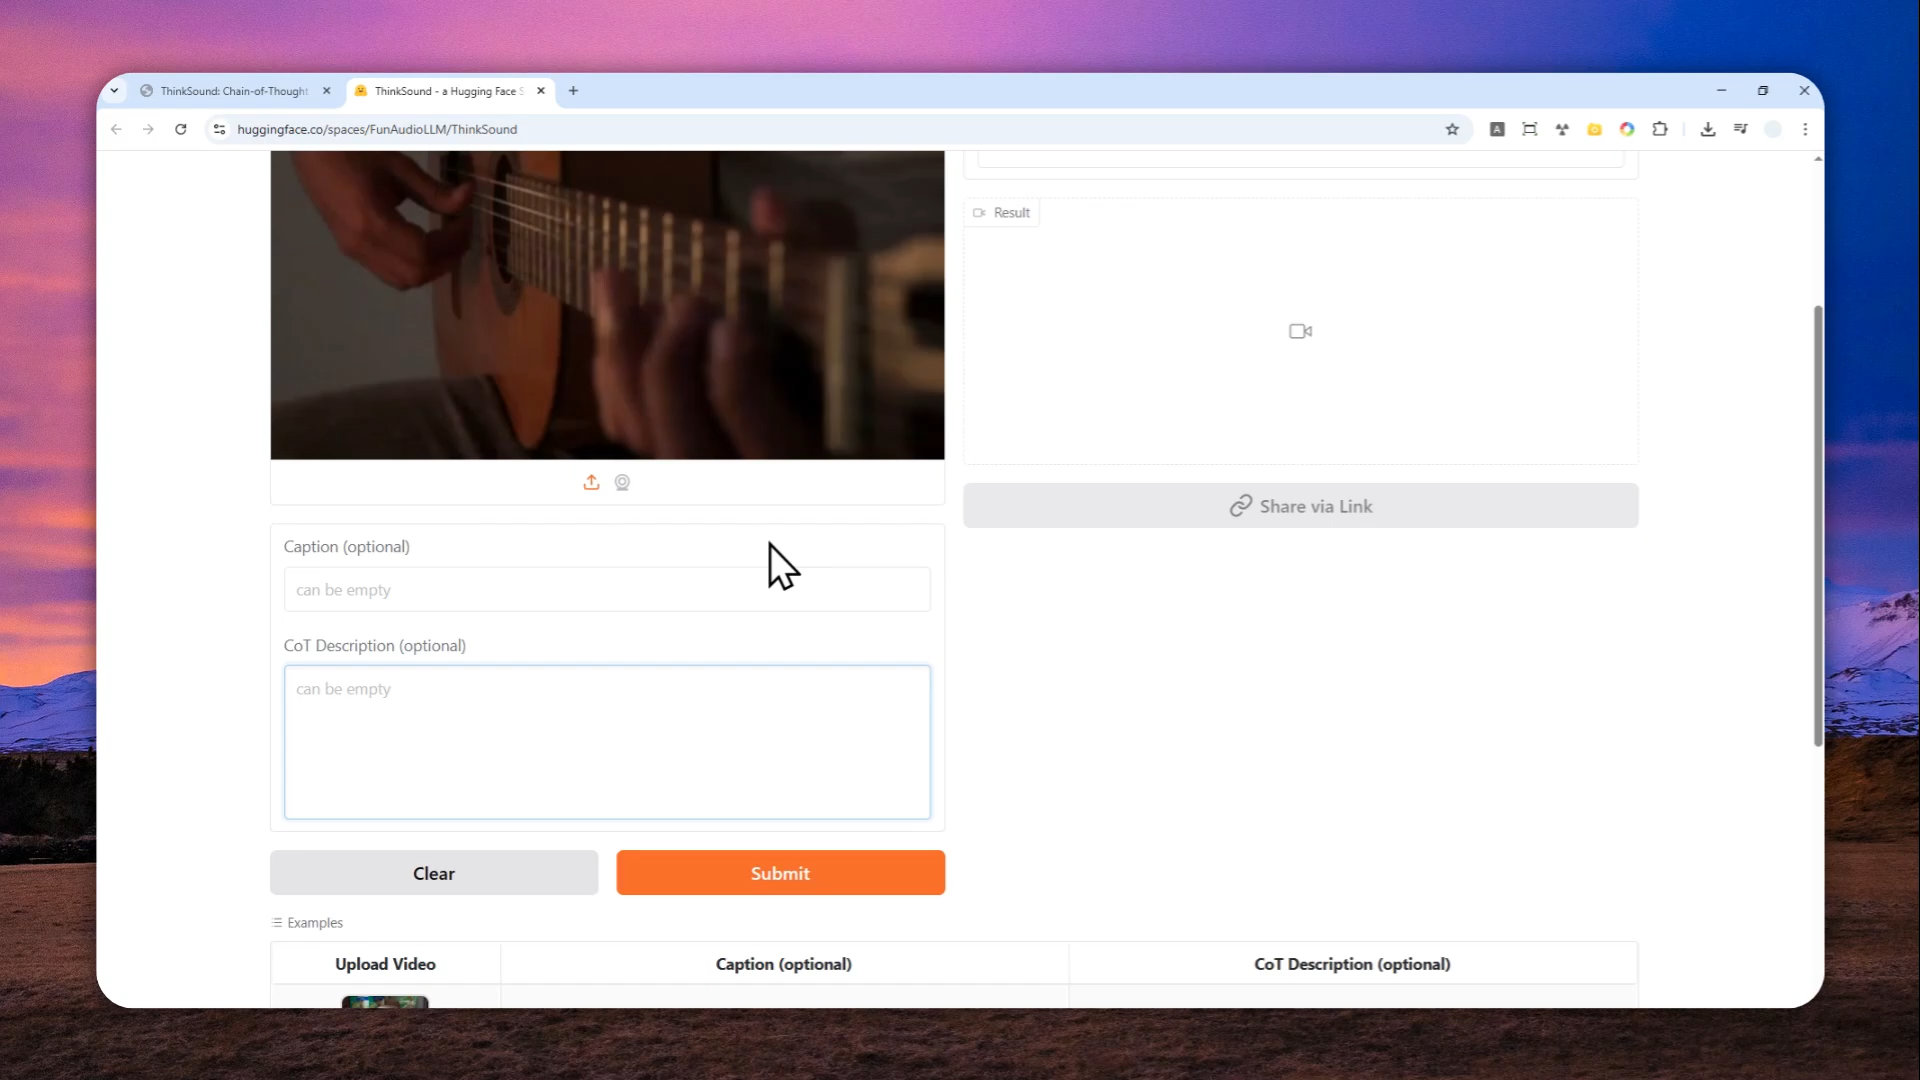 ThinkSound: Chain-of-Thought
ThinkSound - a Hugging Face S
huggingface.co/spaces/FunAudioLLM/ThinkSound
A
Result
Share via Link
Caption (optional)
can be empty
CoT Description (optional)
can be empty
Clear
Submit
Examples
Upload Video
Caption (optional)
CoT Description (optional)